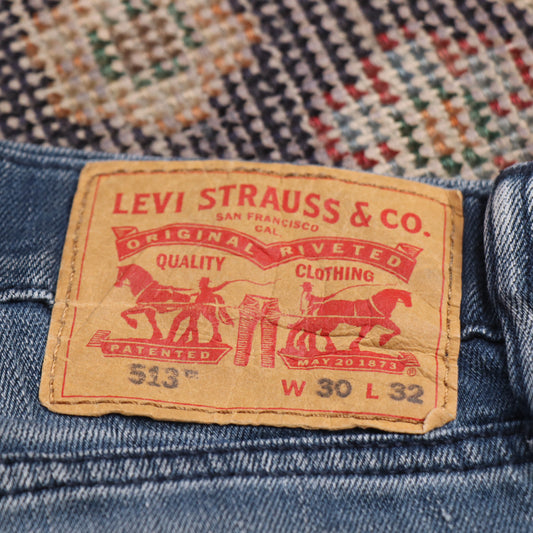 LEVI STRAUSS & CO.
SAN FRANCISCO
CAL.
ORIGINAL RIVETED
QUALITY CLOTHING
PATENTED MAY 20 1873 ®
513™ W 30 L 32